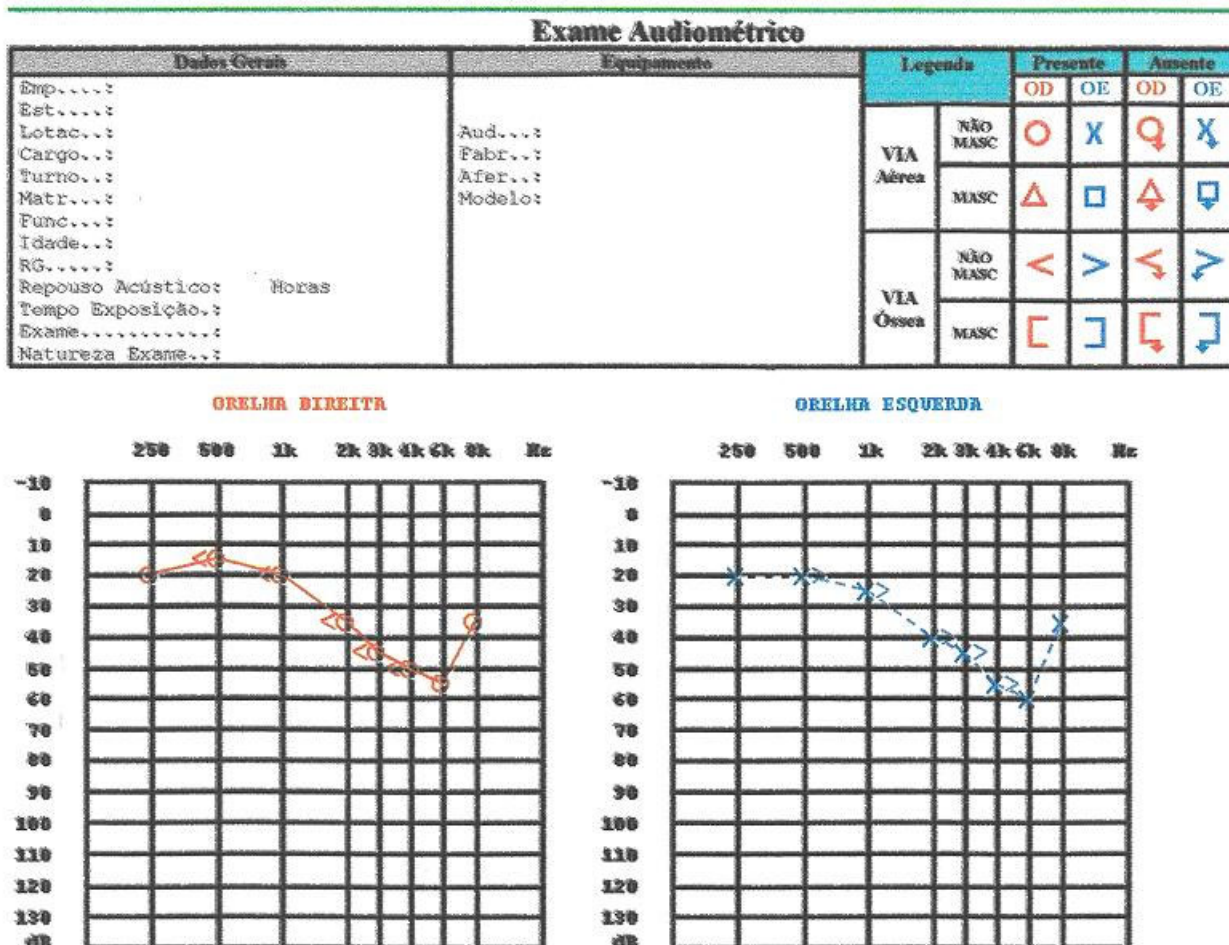 Exame Audiométrico
Dados Gerais
Emp....:
Est....:
Lotac..:
Cargo..:
Turno..:
Matr...:
Func...:
Idade..:
RG.....:
Repouso Acústico: Horas
Tempo Exposição.:
Exame...........:
Natureza Exame..:
Equipamento
Aud...:
Fabr..:
Afer..:
Modelo:
Legenda Presente Ausente
OD OE OD OE
VIA Aérea
NÃO MASC
MASC
VIA Óssea
NÃO MASC
MASC
ORELHA DIREITA
250 500 1k 2k 3k 4k 6k 8k Hz
-10
0
10
20
30
40
50
60
70
80
90
100
110
120
130
dB
ORELHA ESQUERDA
250 500 1k 2k 3k 4k 6k 8k Hz
-10
0
10
20
30
40
50
60
70
80
90
100
110
120
130
dB